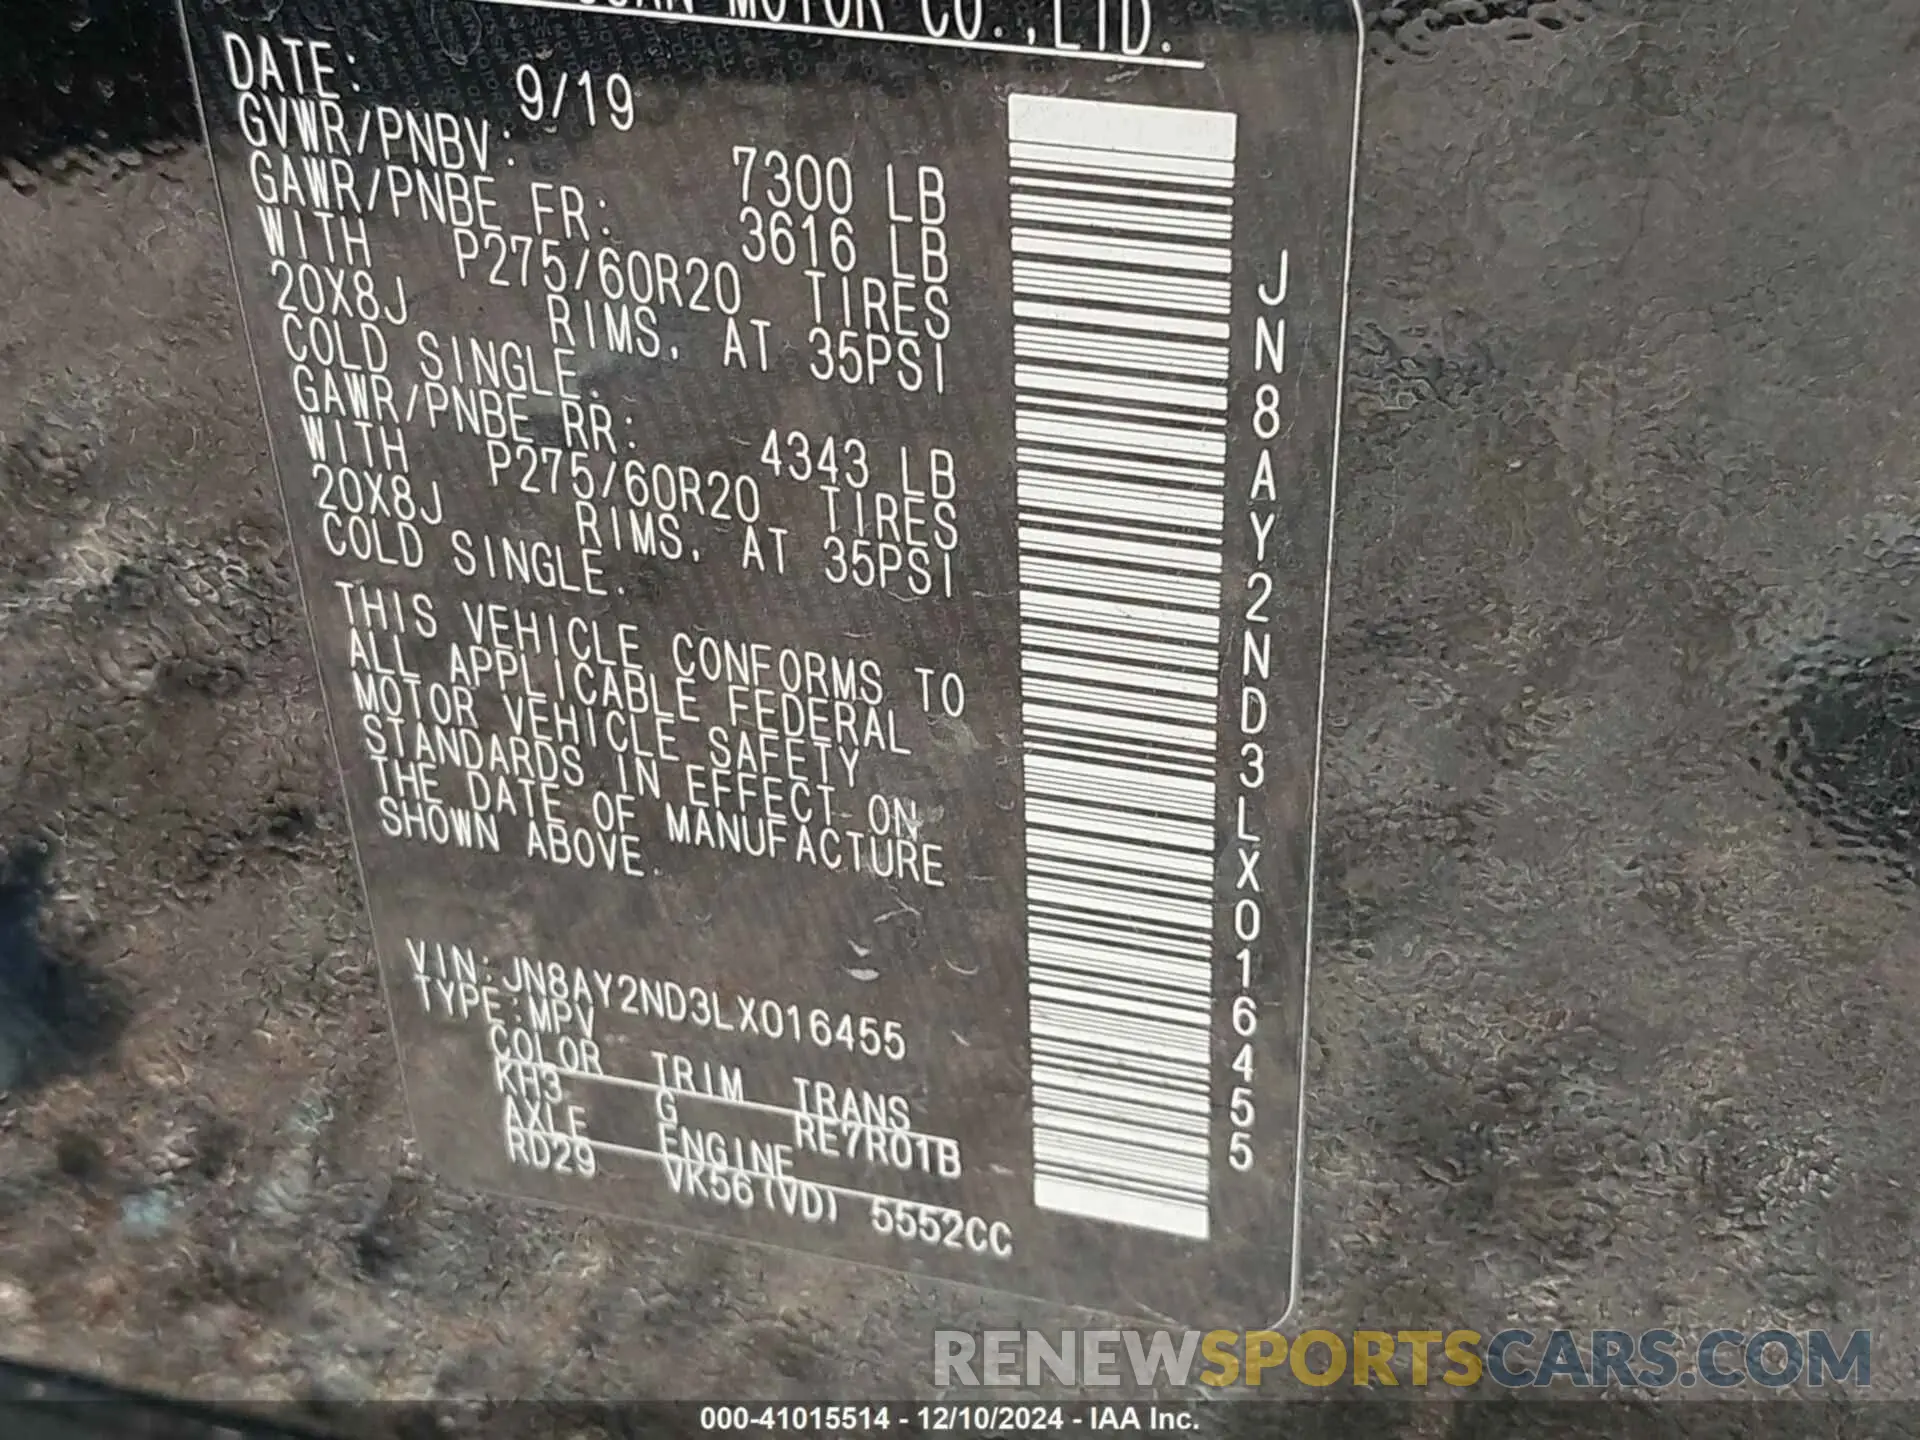 MOTOR CO.,LTD.
DATE: 9/19
GVWR/PNBV: 7300 LB
GAWR/PNBE FR: 3616 LB
WITH P275/60R20 TIRES
20X8J RIMS, AT 35PSI
COLD SINGLE.
GAWR/PNBE RR: 4343 LB
WITH P275/60R20 TIRES
20X8J RIMS, AT 35PSI
COLD SINGLE.
THIS VEHICLE CONFORMS TO
ALL APPLICABLE FEDERAL
MOTOR VEHICLE SAFETY
STANDARDS IN EFFECT ON
THE DATE OF MANUFACTURE
SHOWN ABOVE.
VIN: JN8AY2ND3LX016455
TYPE: MPV
COLOR TRIM TRANS
KH3 G RE7R01B
AXLE ENGINE
RD29 VK56(VD) 5552CC
JN8AY2ND3LX016455
RENEWSPORTSCARS.COM
000-41015514 - 12/10/2024 - IAA Inc.